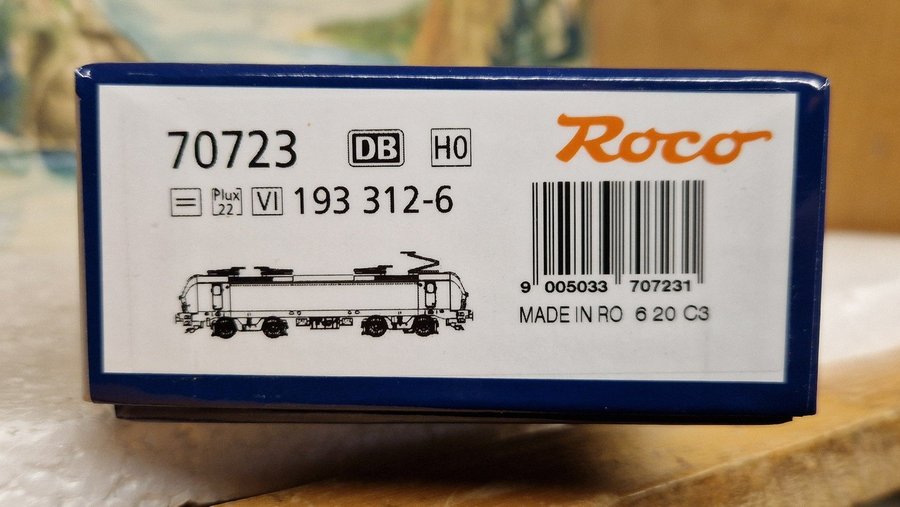 70723 DB H0
Roco
= Plux 22 VI 193 312-6
9 005033 707231
MADE IN RO 6 20 C3